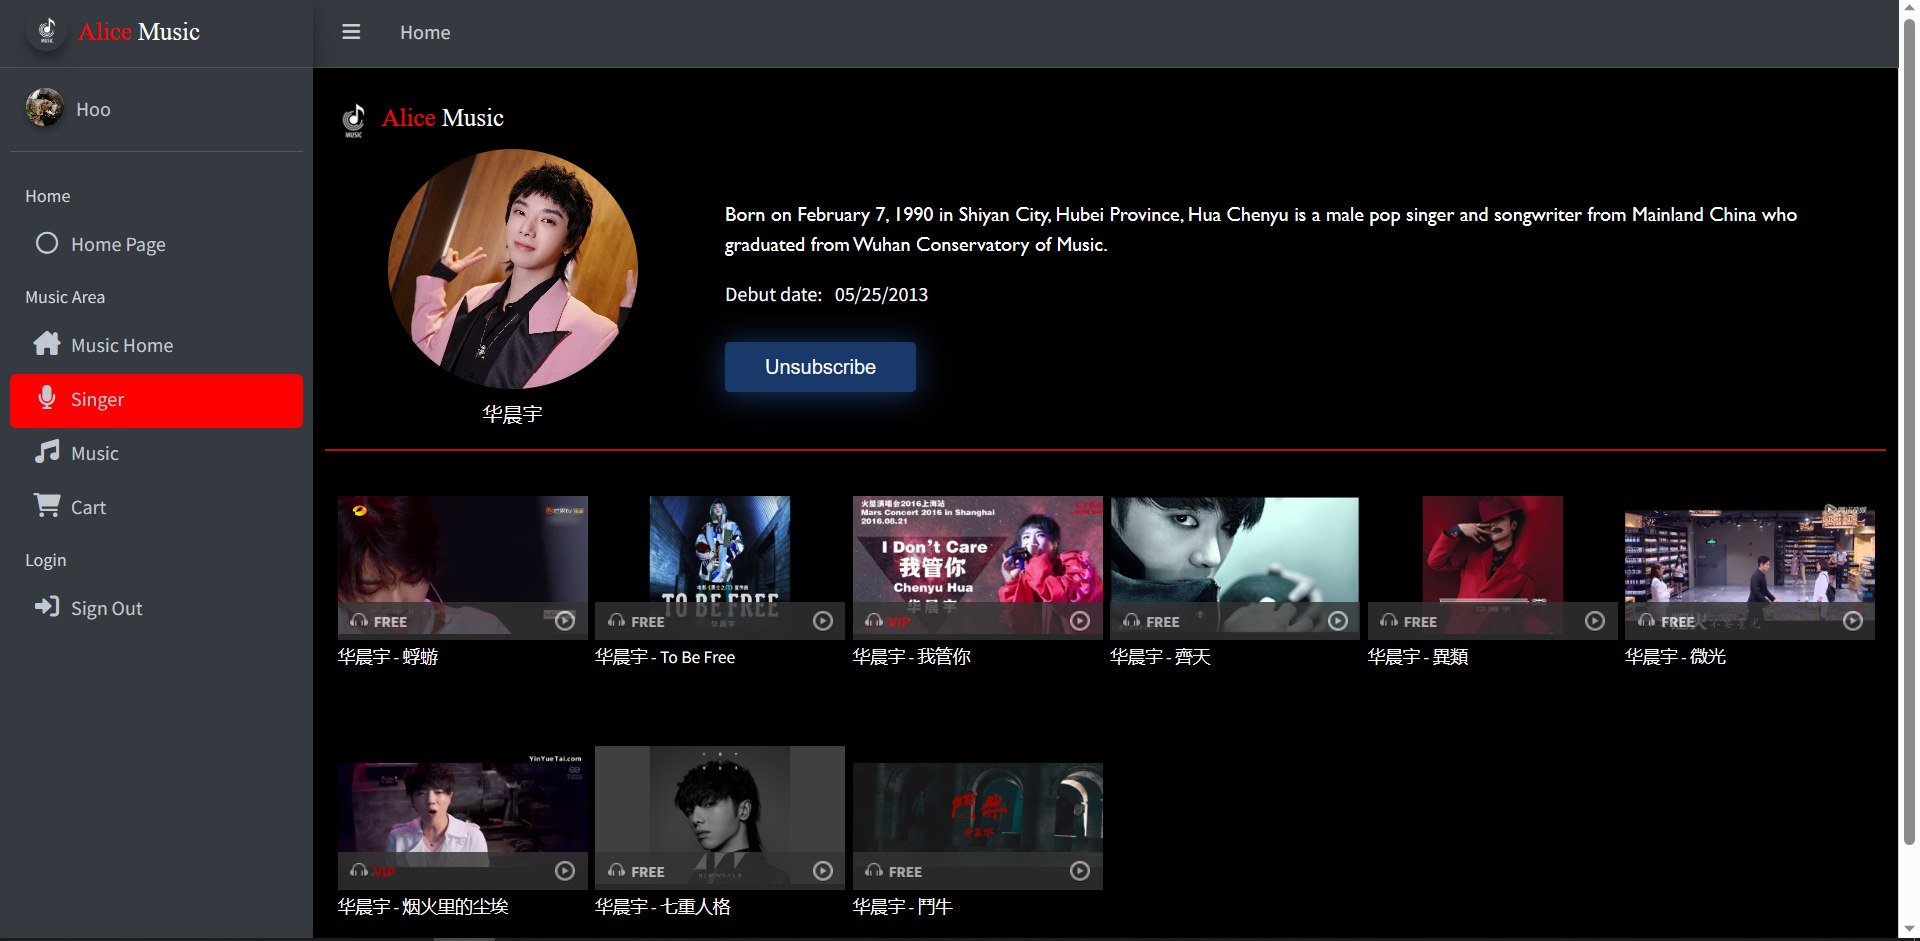 Alice Music
Home
Hoo
Home
Home Page
Music Area
Music Home
Singer
Music
Cart
Login
Sign Out
MUSIC
Alice Music
华晨宇
Born on February 7, 1990 in Shiyan City, Hubei Province, Hua Chenyu is a male pop singer and songwriter from Mainland China who
graduated from Wuhan Conservatory of Music.
Debut date: 05/25/2013
Unsubscribe
FREE
华晨宇 - 蜉蝣
TO BE FREE
华晨宇
FREE
华晨宇 - To Be Free
火星演唱会2016上海站
Mars Concert 2016 in Shanghai
2016.08.21
I Don't Care
我管你
Chenyu Hua
华晨宇
VIP
华晨宇 - 我管你
FREE
华晨宇 - 齊天
FREE
华晨宇 - 異類
FREE
华晨宇 - 微光
YinYueTai.com
VIP
华晨宇 - 烟火里的尘埃
NEW WORLD
FREE
华晨宇 - 七重人格
鬥牛
FREE
华晨宇 - 鬥牛